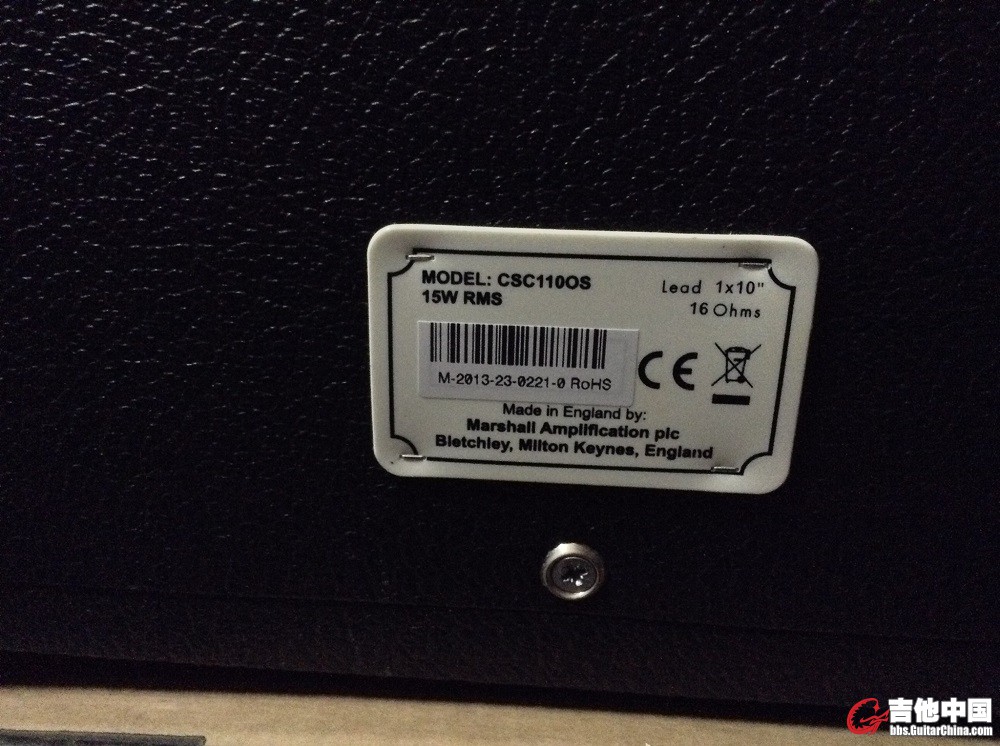 MODEL: CSC110OS
15W RMS
Lead 1x10"
16 Ohms
M-2013-23-0221-0 RoHS
CE
Made in England by:
Marshall Amplification plc
Bletchley, Milton Keynes, England
吉他中国
bbs.GuitarChina.com